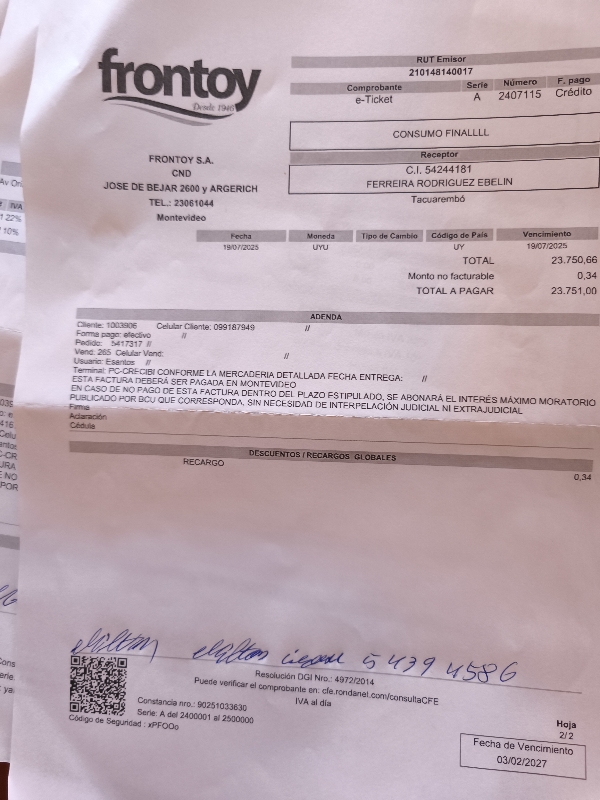 frontoy
Desde 1946
FRONTOY S.A.
CND
JOSE DE BEJAR 2600 y ARGERICH
TEL.: 23061044
Montevideo
RUT Emisor
210148140017
Comprobante Serie Número F. pago
e-Ticket A 2407115 Crédito
CONSUMO FINALLLL
Receptor
C.I. 54244181
FERREIRA RODRIGUEZ EBELIN
Tacuarembó
Fecha Moneda Tipo de Cambio Código de País Vencimiento
19/07/2025 UYU UY 19/07/2025
TOTAL 23.750,66
Monto no facturable 0,34
TOTAL A PAGAR 23.751,00
ADENDA
Cliente: 1003906 Celular Cliente: 099187949 //
Forma pago: efectivo //
Pedido: 5417317 //
Vend: 265 Celular Vend: //
Usuario: Esantos //
Terminal: PC-CRECIBI CONFORME LA MERCADERIA DETALLADA FECHA ENTREGA: //
ESTA FACTURA DEBERÁ SER PAGADA EN MONTEVIDEO
EN CASO DE NO PAGO DE ESTA FACTURA DENTRO DEL PLAZO ESTIPULADO, SE ABONARÁ EL INTERÉS MÁXIMO MORATORIO
PUBLICADO POR BCU QUE CORRESPONDA, SIN NECESIDAD DE INTERPELACIÓN JUDICIAL NI EXTRAJUDICIAL
Firma
Aclaración
Cédula
DESCUENTOS / RECARGOS GLOBALES
RECARGO 0,34
5439 4586
Resolución DGI Nro.: 4972/2014
Puede verificar el comprobante en: cfe.rondanel.com/consultaCFE
IVA al día
Constancia nro.: 90251033630
Serie: A del 2400001 al 2500000
Código de Seguridad : xPFOOo
Hoja
2/2
Fecha de Vencimiento
03/02/2027